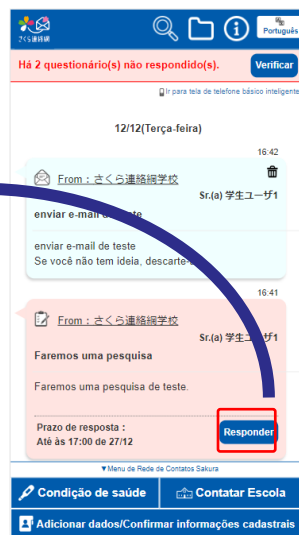 さくら連絡網
Português
Há 2 questionário(s) não respondido(s).
Verificar
Ir para tela de telefone básico inteligente
12/12(Terça-feira)
16:42
From：さくら連絡網学校
Sr.(a) 学生ユーザ1
enviar e-mail de teste
enviar e-mail de teste
Se você não tem ideia, descarte-
16:41
From：さくら連絡網学校
Sr.(a) 学生ユーザ1
Faremos uma pesquisa
Faremos uma pesquisa de teste.
Prazo de resposta：
Até às 17:00 de 27/12
Responder
▼Menu de Rede de Contatos Sakura
Condição de saúde
Contatar Escola
Adicionar dados/Confirmar informações cadastrais